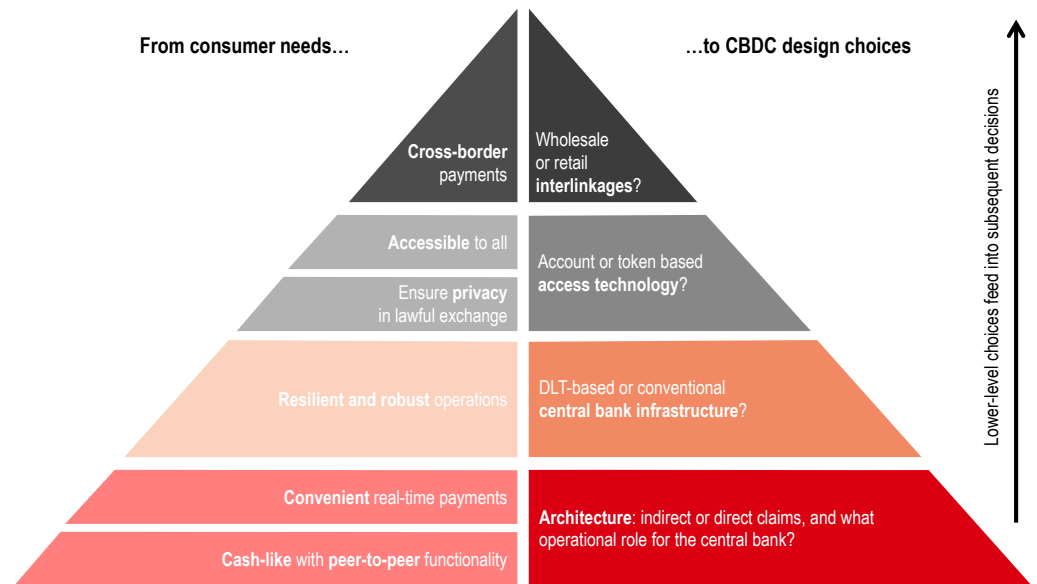 From consumer needs…
…to CBDC design choices
Cross-border
payments
Wholesale
or retail
interlinkages?
Accessible to all
Ensure privacy
in lawful exchange
Account or token based
access technology?
Resilient and robust operations
DLT-based or conventional
central bank infrastructure?
Convenient real-time payments
Cash-like with peer-to-peer functionality
Architecture: indirect or direct claims, and what
operational role for the central bank?
Lower-level choices feed into subsequent decisions